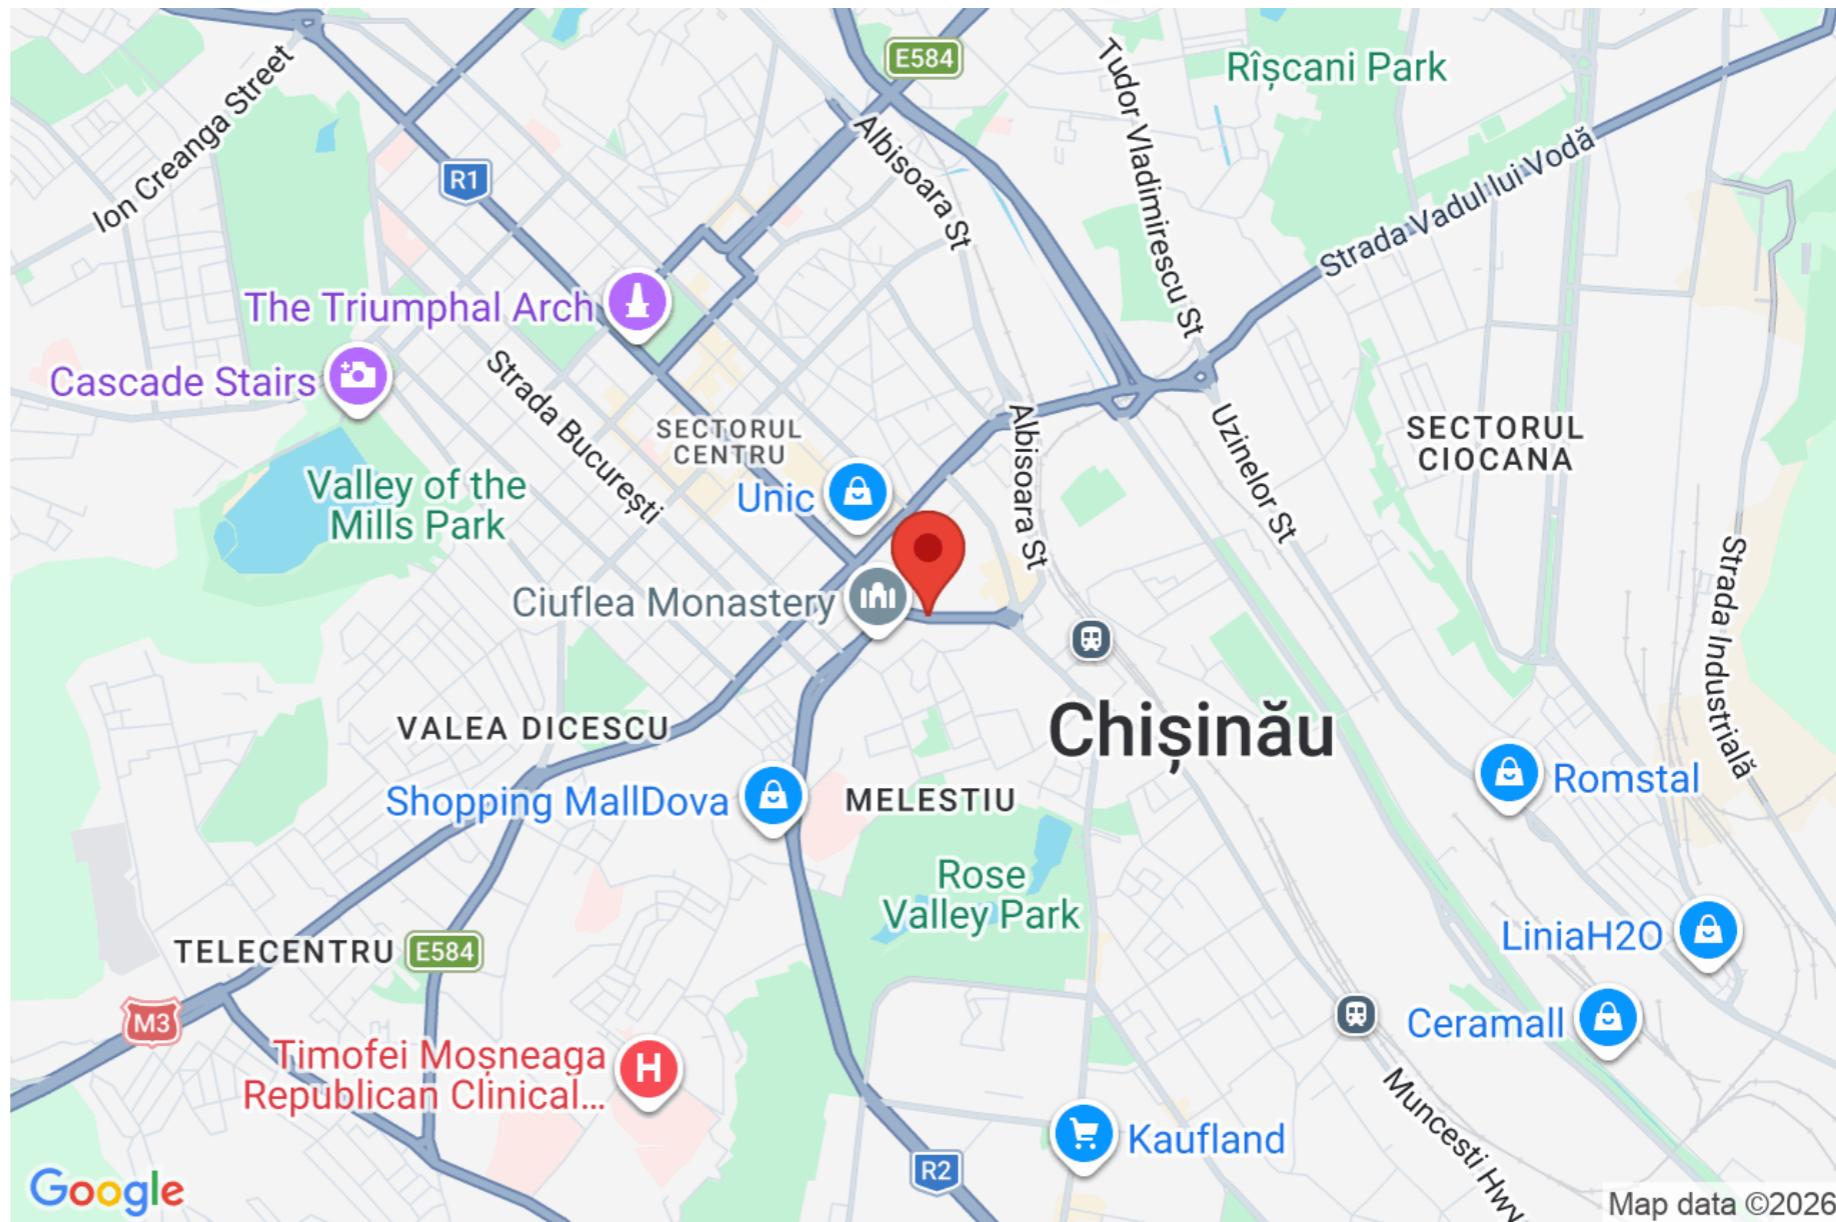 E584
Rîșcani Park
Tudor Vladimirescu St
Ion Creanga Street
Albisoara St
Strada Vadul lui Vodă
R1
The Triumphal Arch
Cascade Stairs
Strada București
SECTORUL
CENTRU
Albisoara St
Uzinelor St
SECTORUL
CIOCANA
Valley of the
Mills Park
Unic
Strada Industrială
Ciuflea Monastery
VALEA DICESCU
Chișinău
Shopping MallDova
MELESTIU
Romstal
Rose
Valley Park
TELECENTRU
E584
LiniaH2O
M3
Ceramall
Timofei Moșneaga
Republican Clinical...
Muncesti Hwy
Kaufland
R2
Google
Map data ©2026